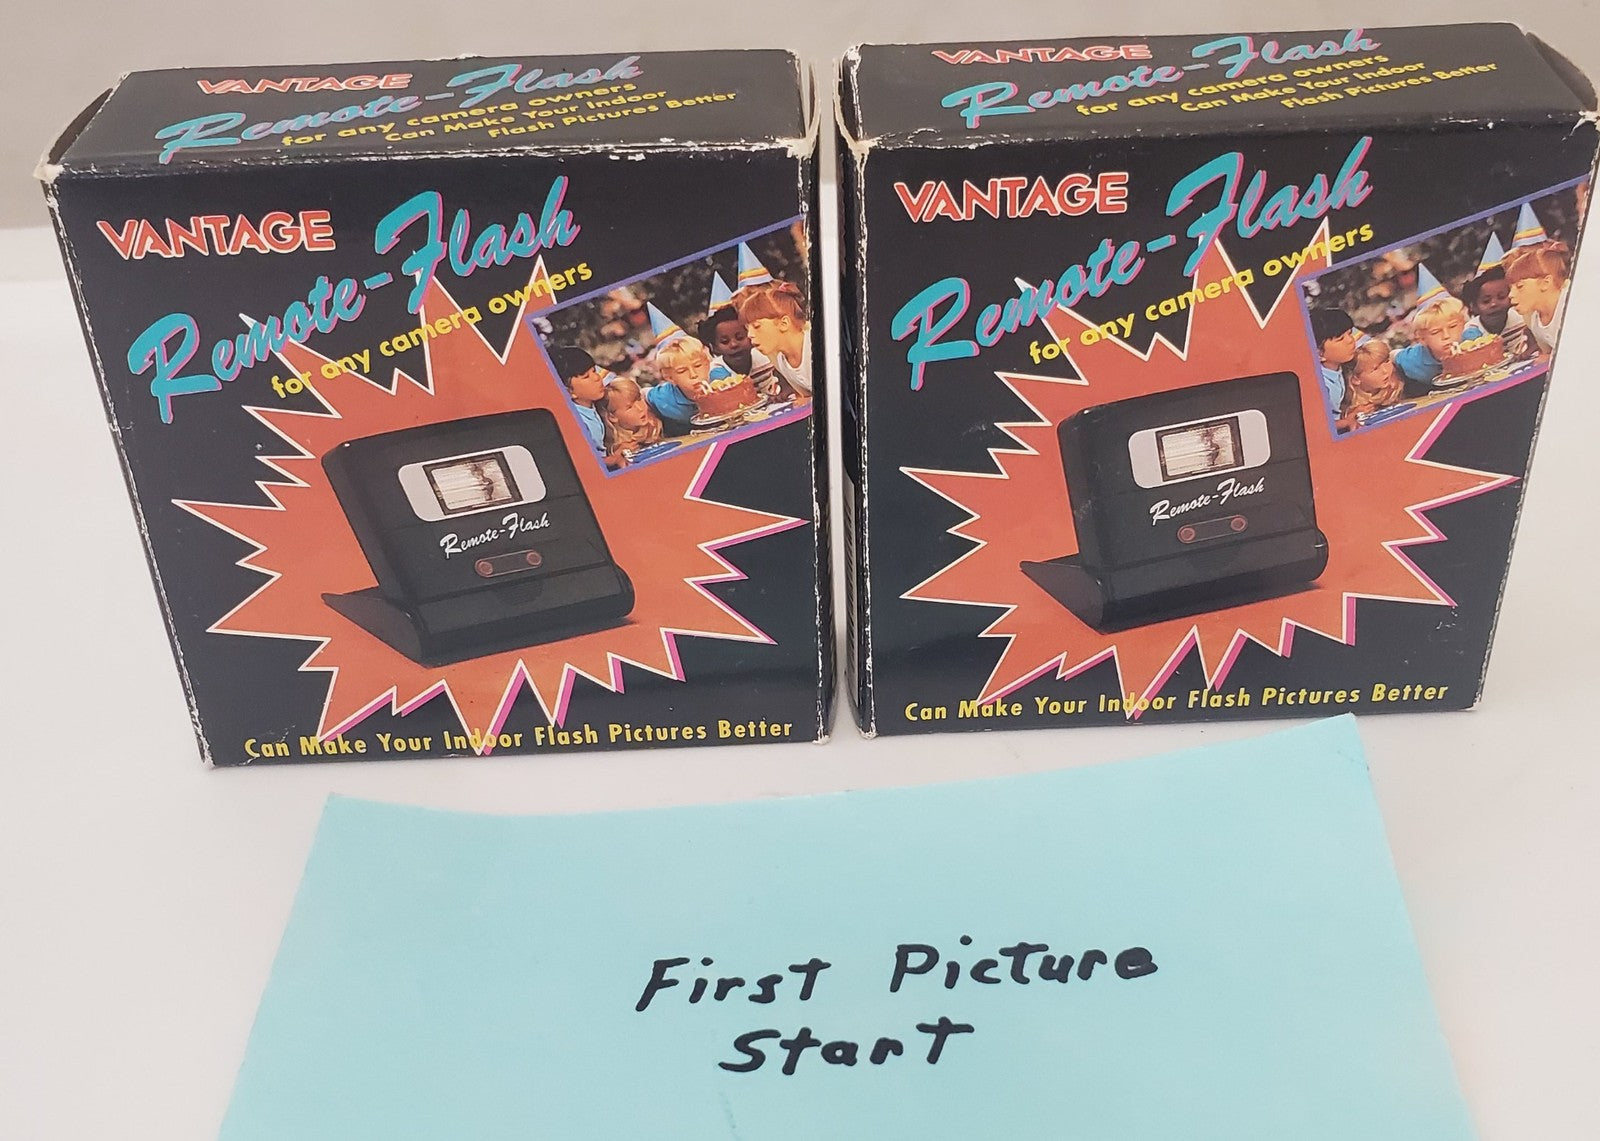 VANTAGE
Remote-Flash
for any camera owners
Can Make Your Indoor
Flash Pictures Better
VANTAGE
Remote-Flash
for any camera owners
Remote-Flash
Can Make Your Indoor Flash Pictures Better
VANTAGE
Remote-Flash
for any camera owners
Can Make Your Indoor
Flash Pictures Better
VANTAGE
Remote-Flash
for any camera owners
Remote-Flash
Can Make Your Indoor Flash Pictures Better
First Picture
Start